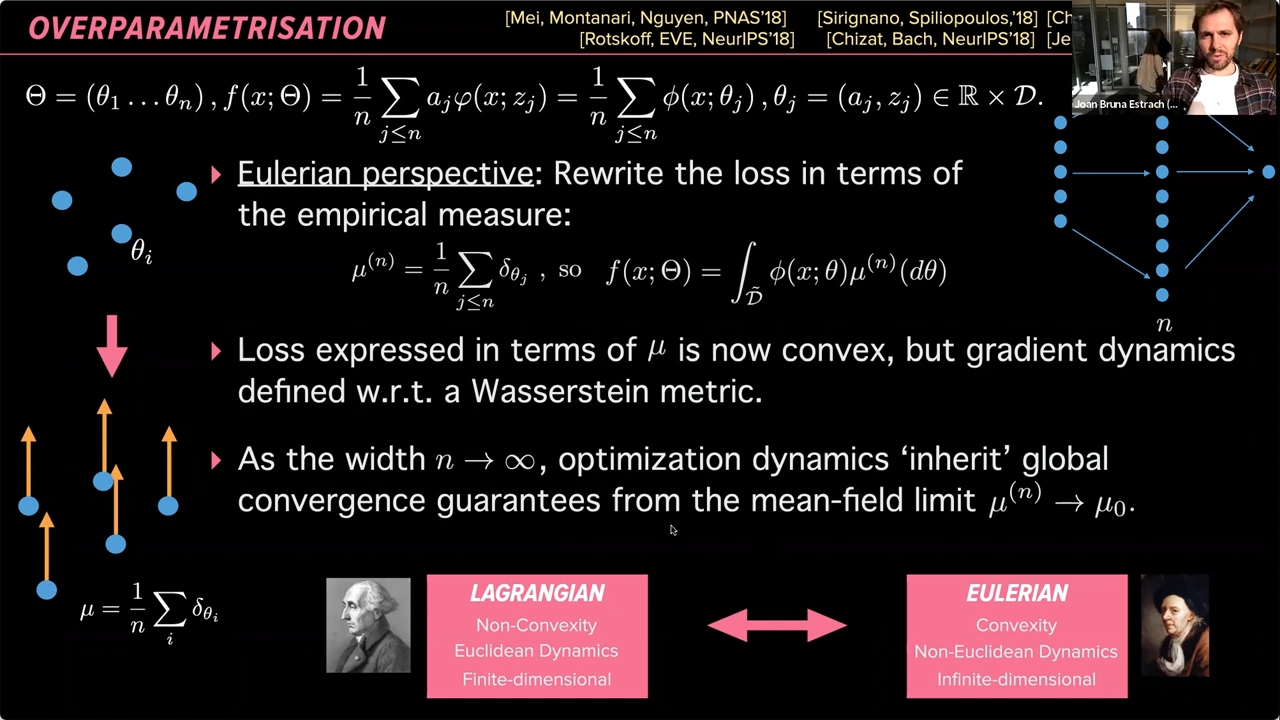 OVERPARAMETRISATION
[Mei, Montanari, Nguyen, PNAS'18] [Sirignano, Spiliopoulos,'18] [Ch
[Rotskoff, EVE, NeurIPS'18] [Chizat, Bach, NeurIPS'18] [Je
Joan Bruna Estrach (...
Θ = (θ₁ … θₙ) , f(x; Θ) = 1/n ∑_{j≤n} a_j φ(x; z_j) = 1/n ∑_{j≤n} ϕ(x; θ_j) , θ_j = (a_j, z_j) ∈ ℝ × 𝒟.
Eulerian perspective: Rewrite the loss in terms of
the empirical measure:
θ_i
μ^{(n)} = 1/n ∑_{j≤n} δ_{θ_j} , so f(x; Θ) = ∫_{𝒟̃} ϕ(x; θ)μ^{(n)}(dθ)
n
Loss expressed in terms of μ is now convex, but gradient dynamics
defined w.r.t. a Wasserstein metric.
As the width n → ∞, optimization dynamics ‘inherit’ global
convergence guarantees from the mean-field limit μ^{(n)} → μ₀.
μ = 1/n ∑_i δ_{θ_i}
LAGRANGIAN
Non-Convexity
Euclidean Dynamics
Finite-dimensional
EULERIAN
Convexity
Non-Euclidean Dynamics
Infinite-dimensional